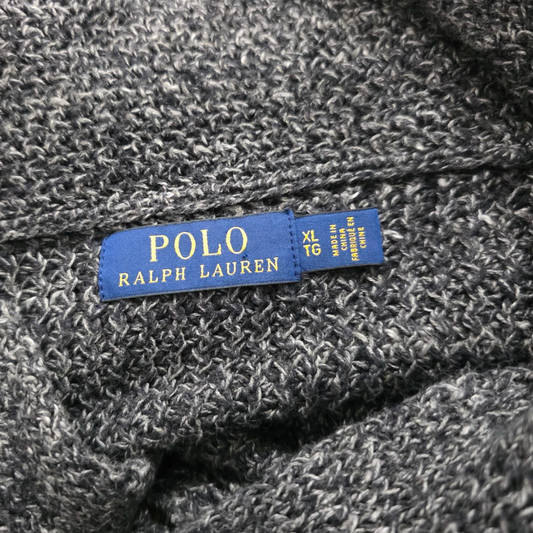 POLO
RALPH LAUREN
XL
TG
MADE IN
CHINA
FABRIQUÉ EN
CHINE